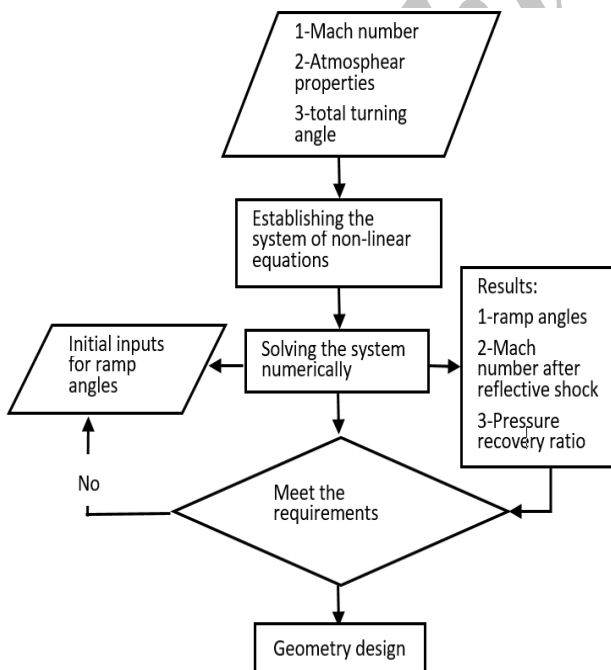 1-Mach number
2-Atmosphear
properties
3-total turning
angle
Establishing the
system of non-linear
equations
Initial inputs
for ramp
angles
Solving the system
numerically
Results:
1-ramp angles
2-Mach
number after
reflective shock
3-Pressure
recovery ratio
No
Meet the
requirements
Geometry design